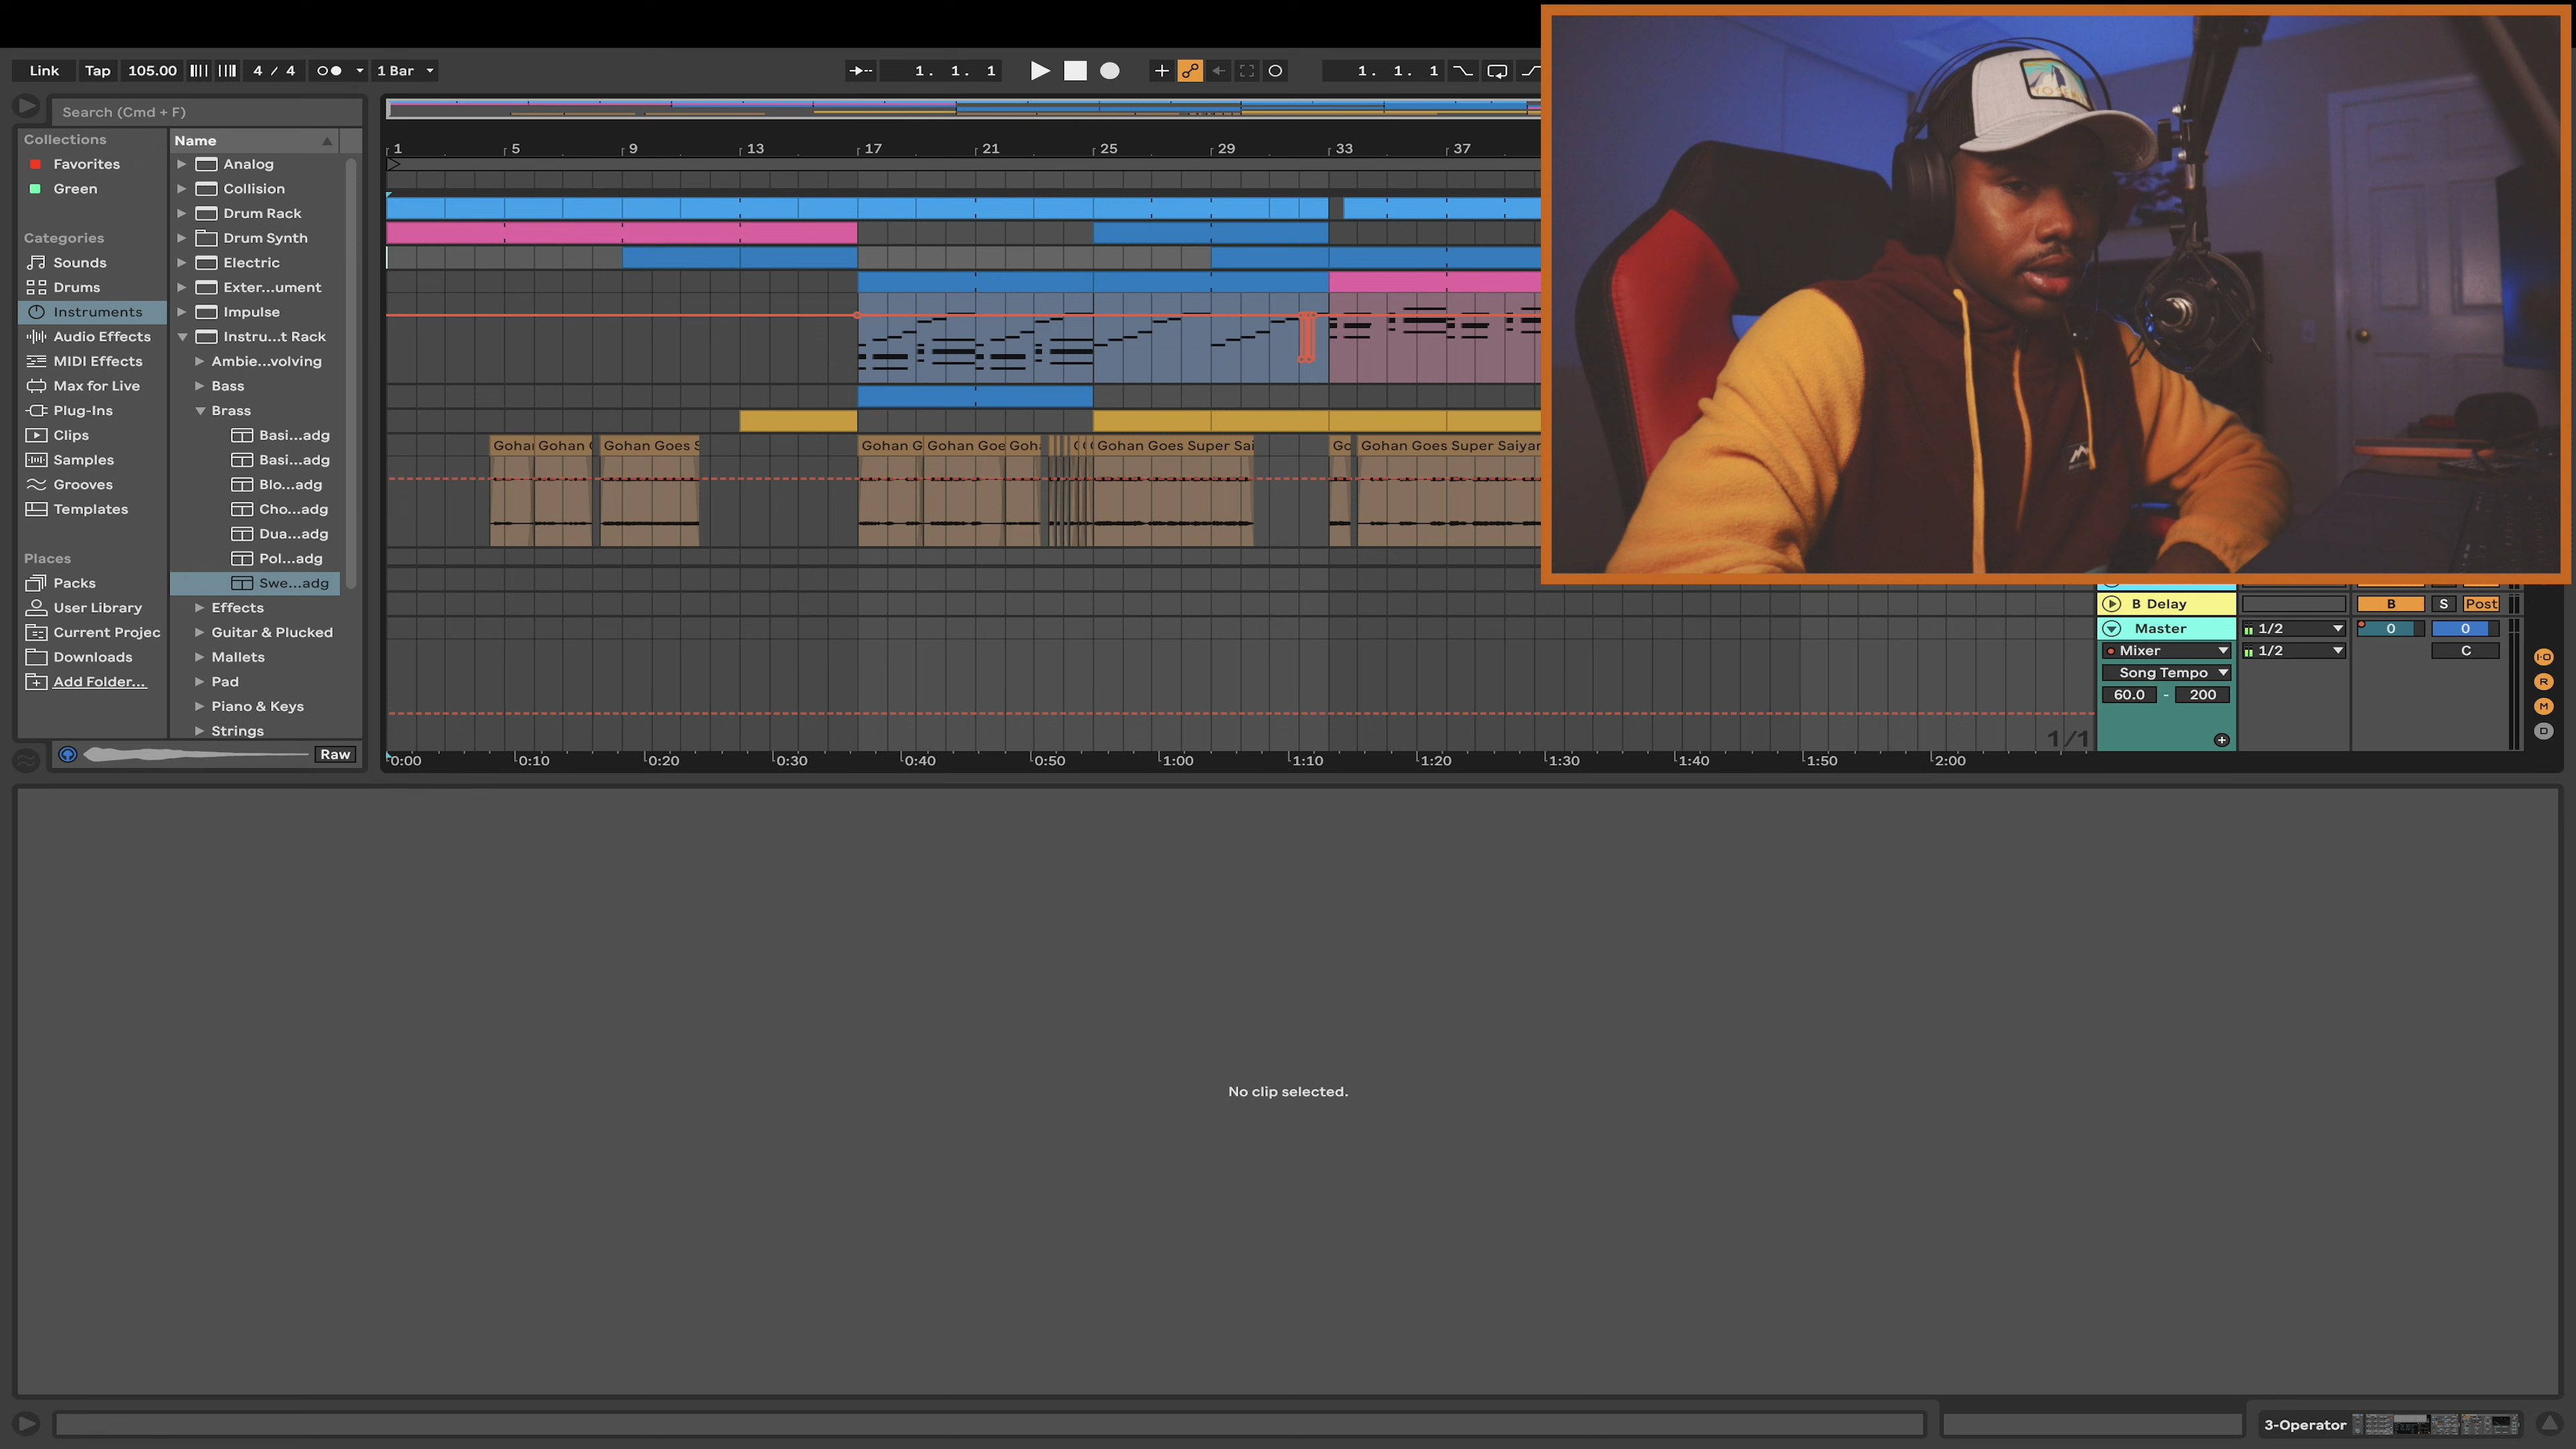 Link Tap 105.00 4 / 4 1 Bar 1. 1. 1 1. 1. 1
Search (Cmd + F)
Collections
Favorites
Green
Categories
Sounds
Drums
Instruments
Audio Effects
MIDI Effects
Max for Live
Plug-Ins
Clips
Samples
Grooves
Templates
Places
Packs
User Library
Current Projec
Downloads
Add Folder...
Name
Analog
Collision
Drum Rack
Drum Synth
Electric
Exter...ument
Impulse
Instru...t Rack
Ambie...volving
Bass
Brass
Basi...adg
Basi...adg
Blo...adg
Cho...adg
Dua...adg
Pol...adg
Swe...adg
Effects
Guitar & Plucked
Mallets
Pad
Piano & Keys
Strings
Raw
1 5 9 13 17 21 25 29 33 37
Gohan Gohan Gohan Goes S Gohan G Gohan Goe Goha Gohan Goes Super Sai Go Gohan Goes Super Saiyan
B Delay B S Post
Master 1/2 0 0
Mixer 1/2 C
Song Tempo
60.0 - 200
1/1
0:00 0:10 0:20 0:30 0:40 0:50 1:00 1:10 1:20 1:30 1:40 1:50 2:00
I·O
R
M
D
No clip selected.
3-Operator